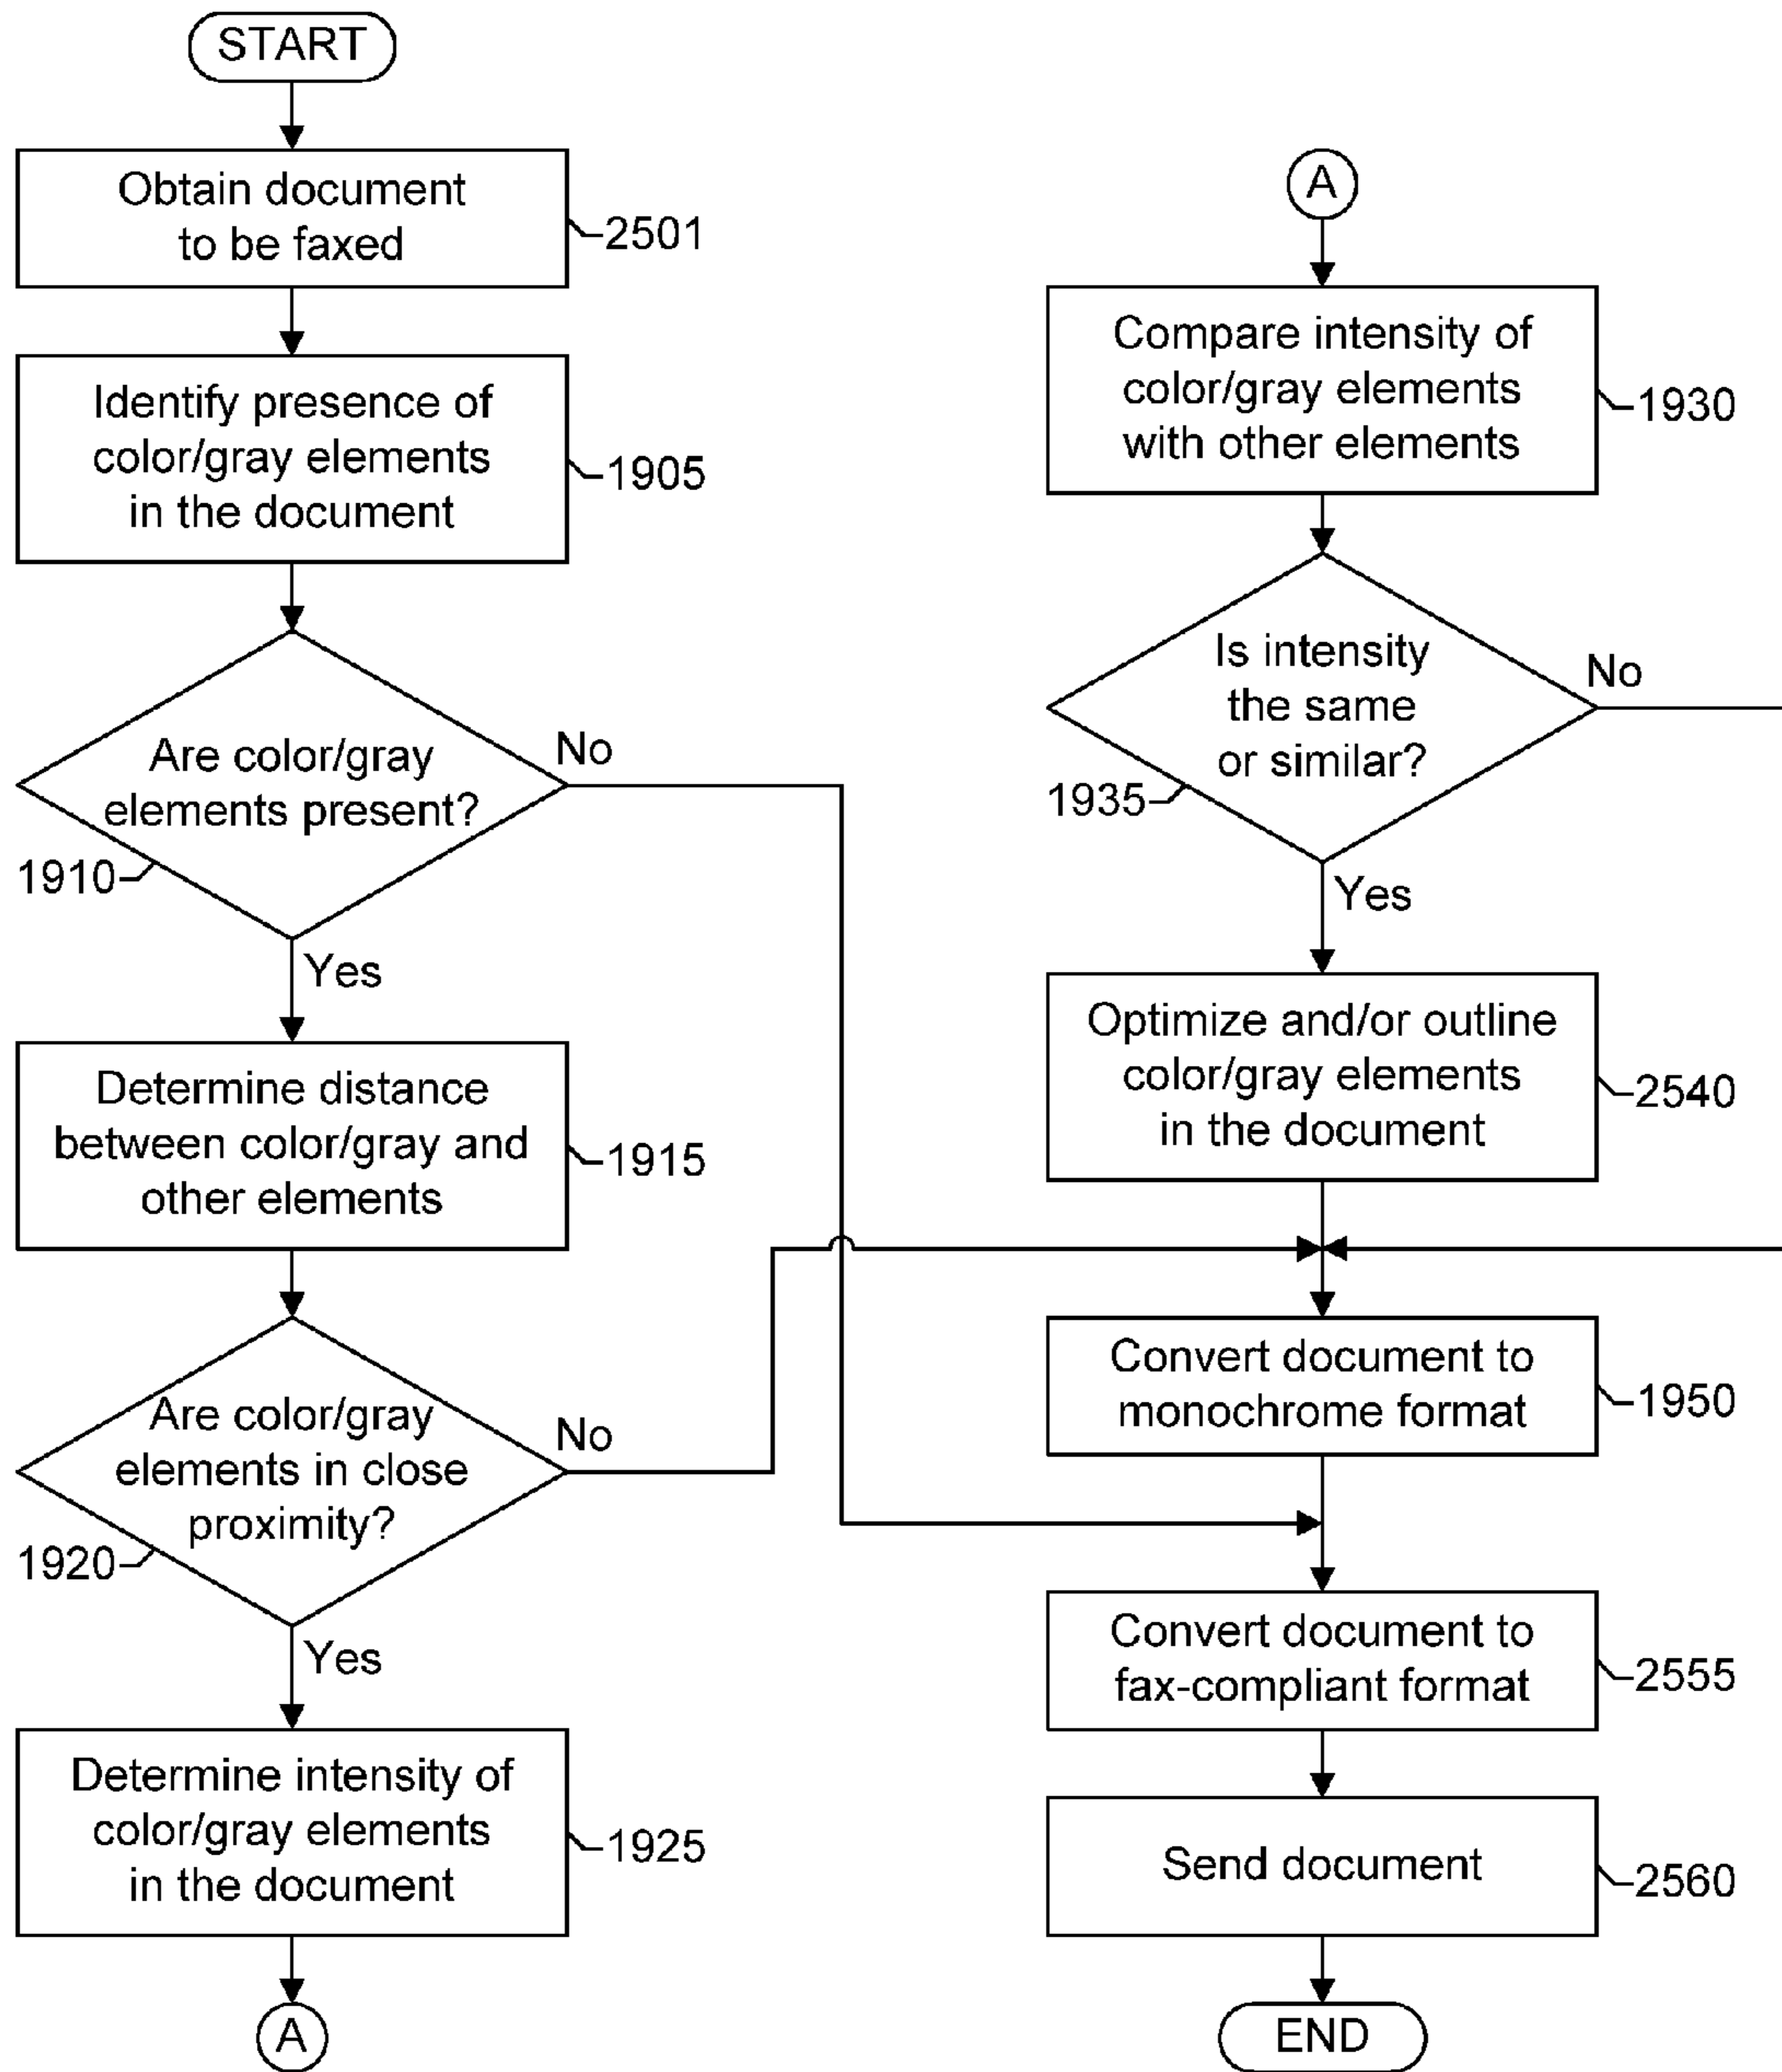 START
Obtain document
to be faxed
2501
Identify presence of
color/gray elements
in the document
1905
Are color/gray
elements present?
No
1910
Yes
Determine distance
between color/gray and
other elements
1915
Are color/gray
elements in close
proximity?
No
1920
Yes
Determine intensity of
color/gray elements
in the document
1925
A
A
Compare intensity of
color/gray elements
with other elements
1930
Is intensity
the same
or similar?
No
1935
Yes
Optimize and/or outline
color/gray elements
in the document
2540
Convert document to
monochrome format
1950
Convert document to
fax-compliant format
2555
Send document
2560
END